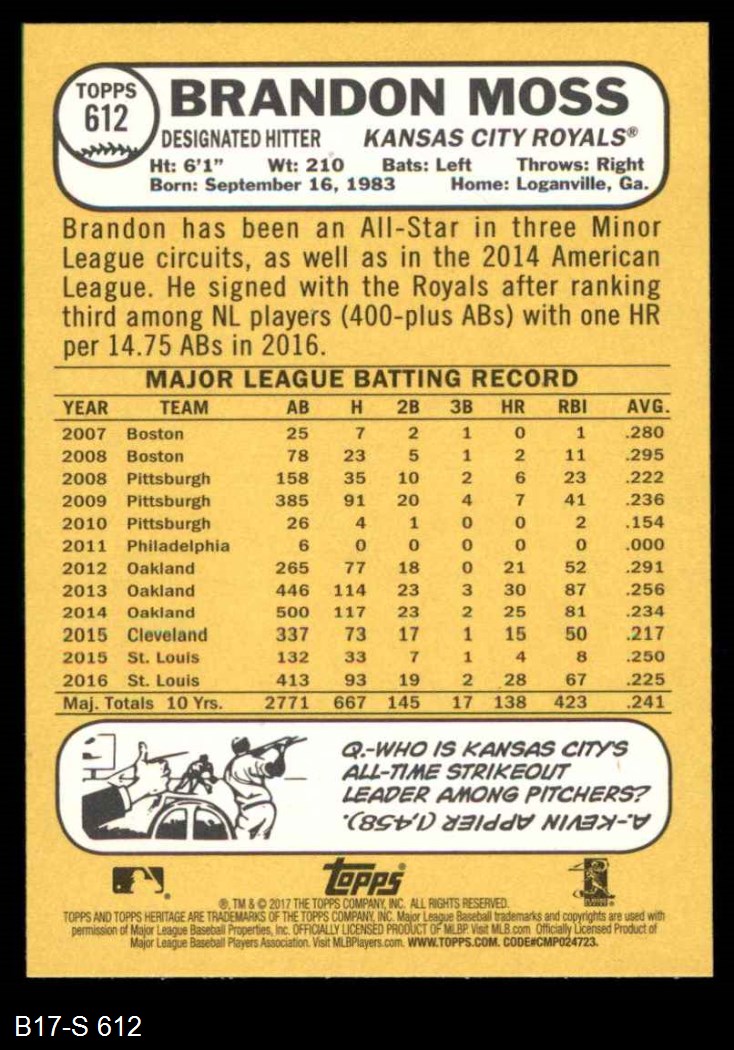 TOPPS
612
BRANDON MOSS
DESIGNATED HITTER KANSAS CITY ROYALS®
Ht: 6'1" Wt: 210 Bats: Left Throws: Right
Born: September 16, 1983 Home: Loganville, Ga.
Brandon has been an All-Star in three Minor
League circuits, as well as in the 2014 American
League. He signed with the Royals after ranking
third among NL players (400-plus ABs) with one HR
per 14.75 ABs in 2016.
MAJOR LEAGUE BATTING RECORD
YEAR TEAM AB H 2B 3B HR RBI AVG.
2007 Boston 25 7 2 1 0 1 .280
2008 Boston 78 23 5 1 2 11 .295
2008 Pittsburgh 158 35 10 2 6 23 .222
2009 Pittsburgh 385 91 20 4 7 41 .236
2010 Pittsburgh 26 4 1 0 0 2 .154
2011 Philadelphia 6 0 0 0 0 0 .000
2012 Oakland 265 77 18 0 21 52 .291
2013 Oakland 446 114 23 3 30 87 .256
2014 Oakland 500 117 23 2 25 81 .234
2015 Cleveland 337 73 17 1 15 50 .217
2015 St. Louis 132 33 7 1 4 8 .250
2016 St. Louis 413 93 19 2 28 67 .225
Maj. Totals 10 Yrs. 2771 667 145 17 138 423 .241
Q.-WHO IS KANSAS CITY'S
ALL-TIME STRIKEOUT
LEADER AMONG PITCHERS?
A.-KEVIN APPIER (1,458).
Topps®
®, TM & © 2017 THE TOPPS COMPANY, INC. ALL RIGHTS RESERVED.
TOPPS AND TOPPS HERITAGE ARE TRADEMARKS OF THE TOPPS COMPANY, INC. Major League Baseball trademarks and copyrights are used with
permission of Major League Baseball Properties, Inc. OFFICIALLY LICENSED PRODUCT OF MLBP. Visit MLB.com Officially Licensed Product of
Major League Baseball Players Association. Visit MLBPlayers.com. WWW.TOPPS.COM. CODE#CMP024723.
B17-S 612